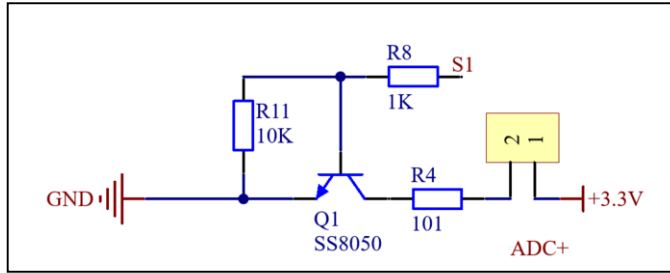 R8
S1
1K
R11
10K
2
1
GND
R4
+3.3V
Q1
101
SS8050
ADC+